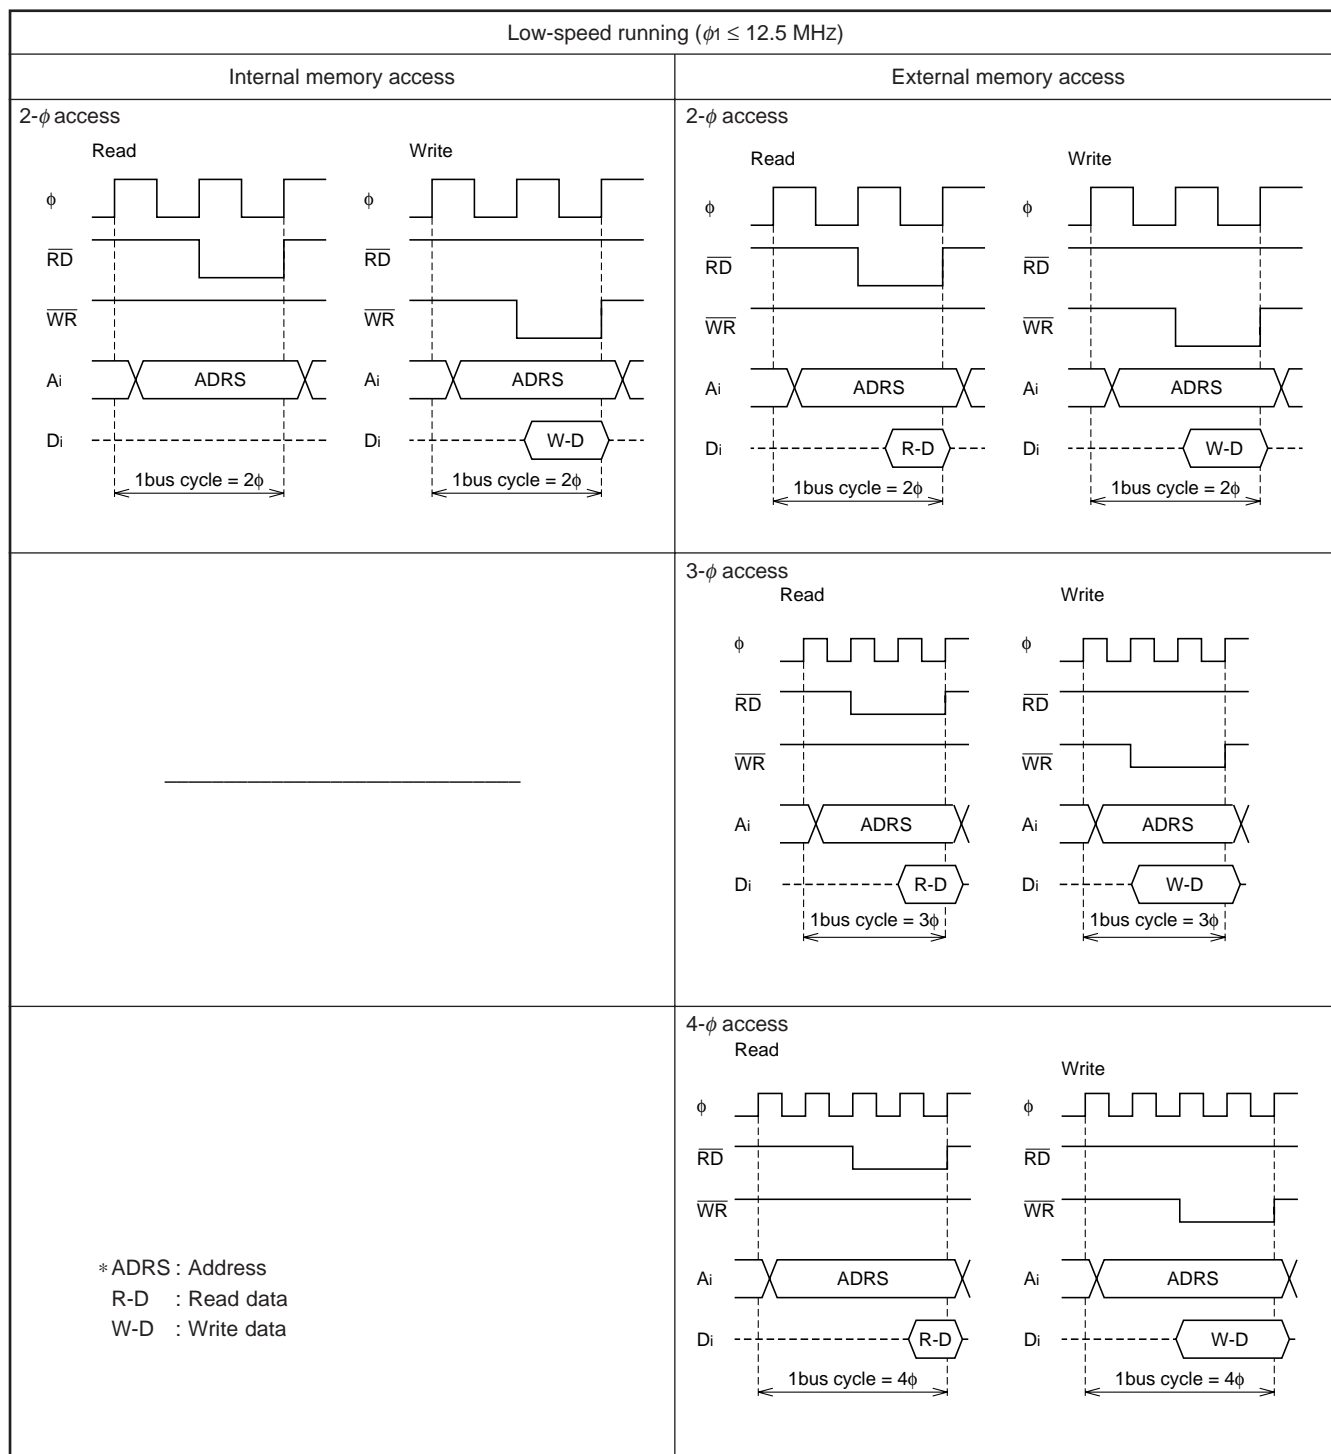 Low-speed running (ϕ1 ≤ 12.5 MHz)
Internal memory access
External memory access
2-ϕ access
Read
Write
ϕ
ϕ
RD
RD
WR
WR
Ai
ADRS
Ai
ADRS
Di
Di
W-D
1bus cycle = 2ϕ
1bus cycle = 2ϕ
2-ϕ access
Read
Write
ϕ
ϕ
RD
RD
WR
WR
Ai
ADRS
Ai
ADRS
Di
R-D
Di
W-D
1bus cycle = 2ϕ
1bus cycle = 2ϕ
3-ϕ access
Read
Write
ϕ
ϕ
RD
RD
WR
WR
Ai
ADRS
Ai
ADRS
Di
R-D
Di
W-D
1bus cycle = 3ϕ
1bus cycle = 3ϕ
∗ADRS : Address
R-D : Read data
W-D : Write data
4-ϕ access
Read
Write
ϕ
ϕ
RD
RD
WR
WR
Ai
ADRS
Ai
ADRS
Di
R-D
Di
W-D
1bus cycle = 4ϕ
1bus cycle = 4ϕ